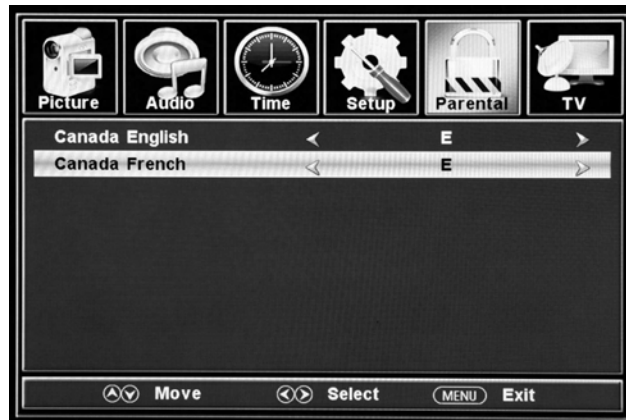 Picture Audio Time Setup Parental TV
Canada English E
Canada French E
Move Select MENU Exit